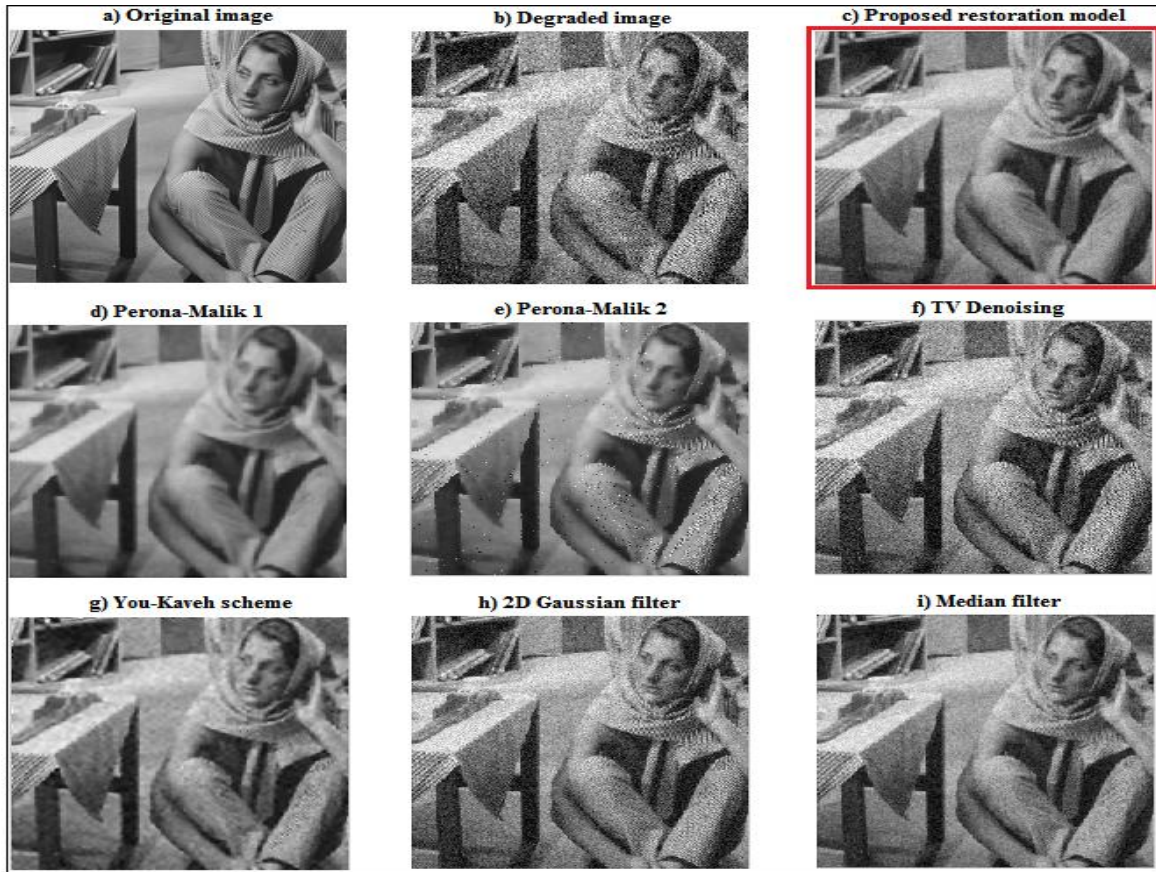 a) Original image
b) Degraded image
c) Proposed restoration model
d) Perona-Malik 1
e) Perona-Malik 2
f) TV Denoising
g) You-Kaveh scheme
h) 2D Gaussian filter
i) Median filter